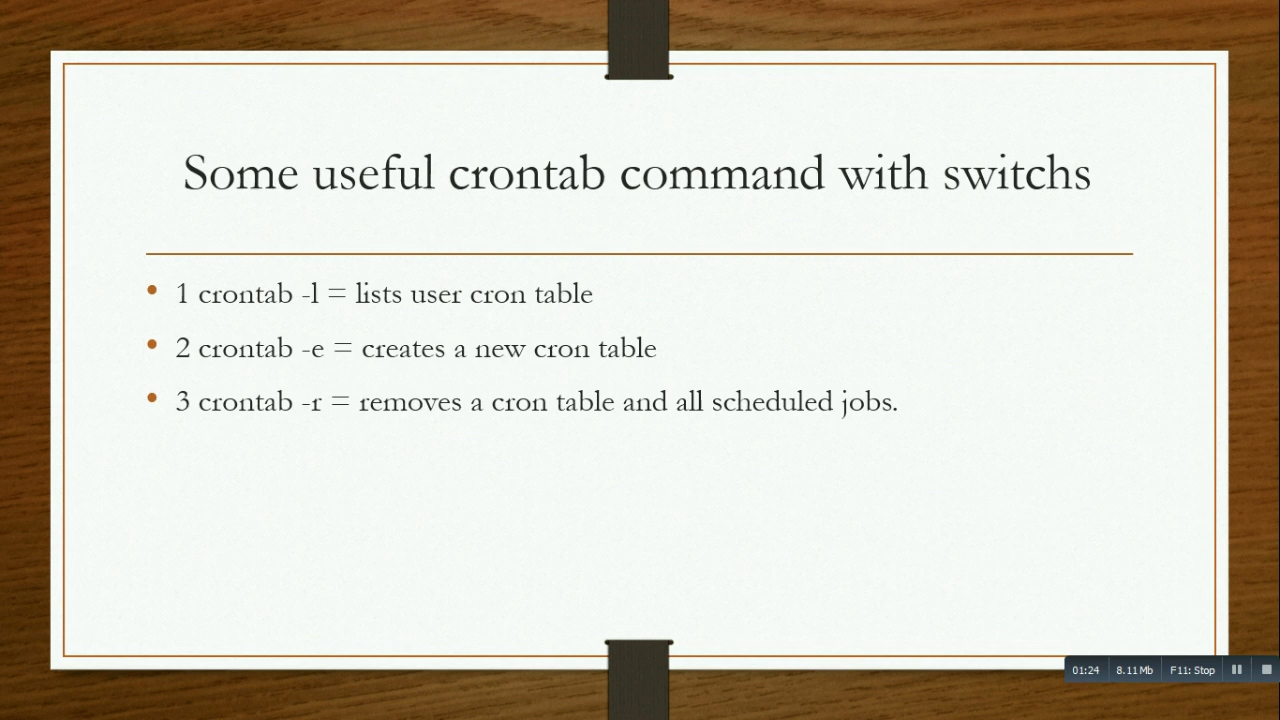 Some useful crontab command with switchs
• 1 crontab -l = lists user cron table
• 2 crontab -e = creates a new cron table
• 3 crontab -r = removes a cron table and all scheduled jobs.
01:24 8.11 Mb F11: Stop